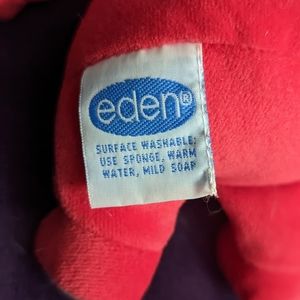 eden®
SURFACE WASHABLE;
USE SPONGE, WARM
WATER, MILD SOAP